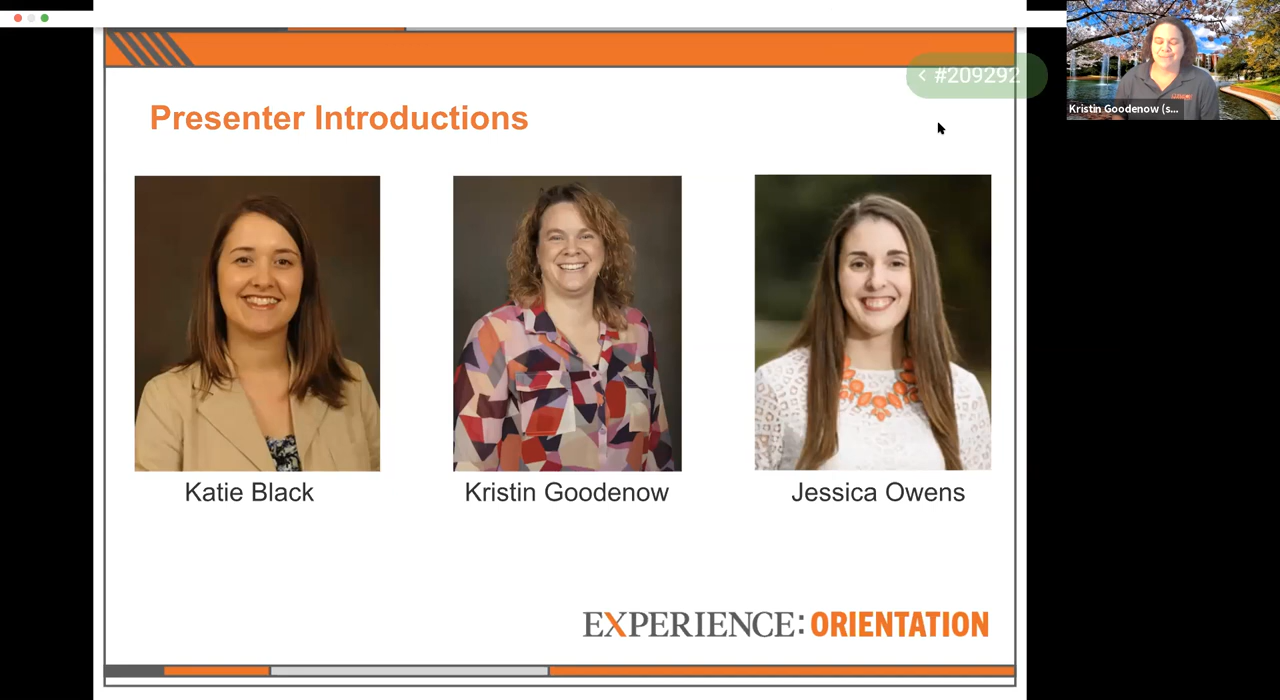 < #209292
Presenter Introductions
Kristin Goodenow (s...
Katie Black
Kristin Goodenow
Jessica Owens
EXPERIENCE: ORIENTATION